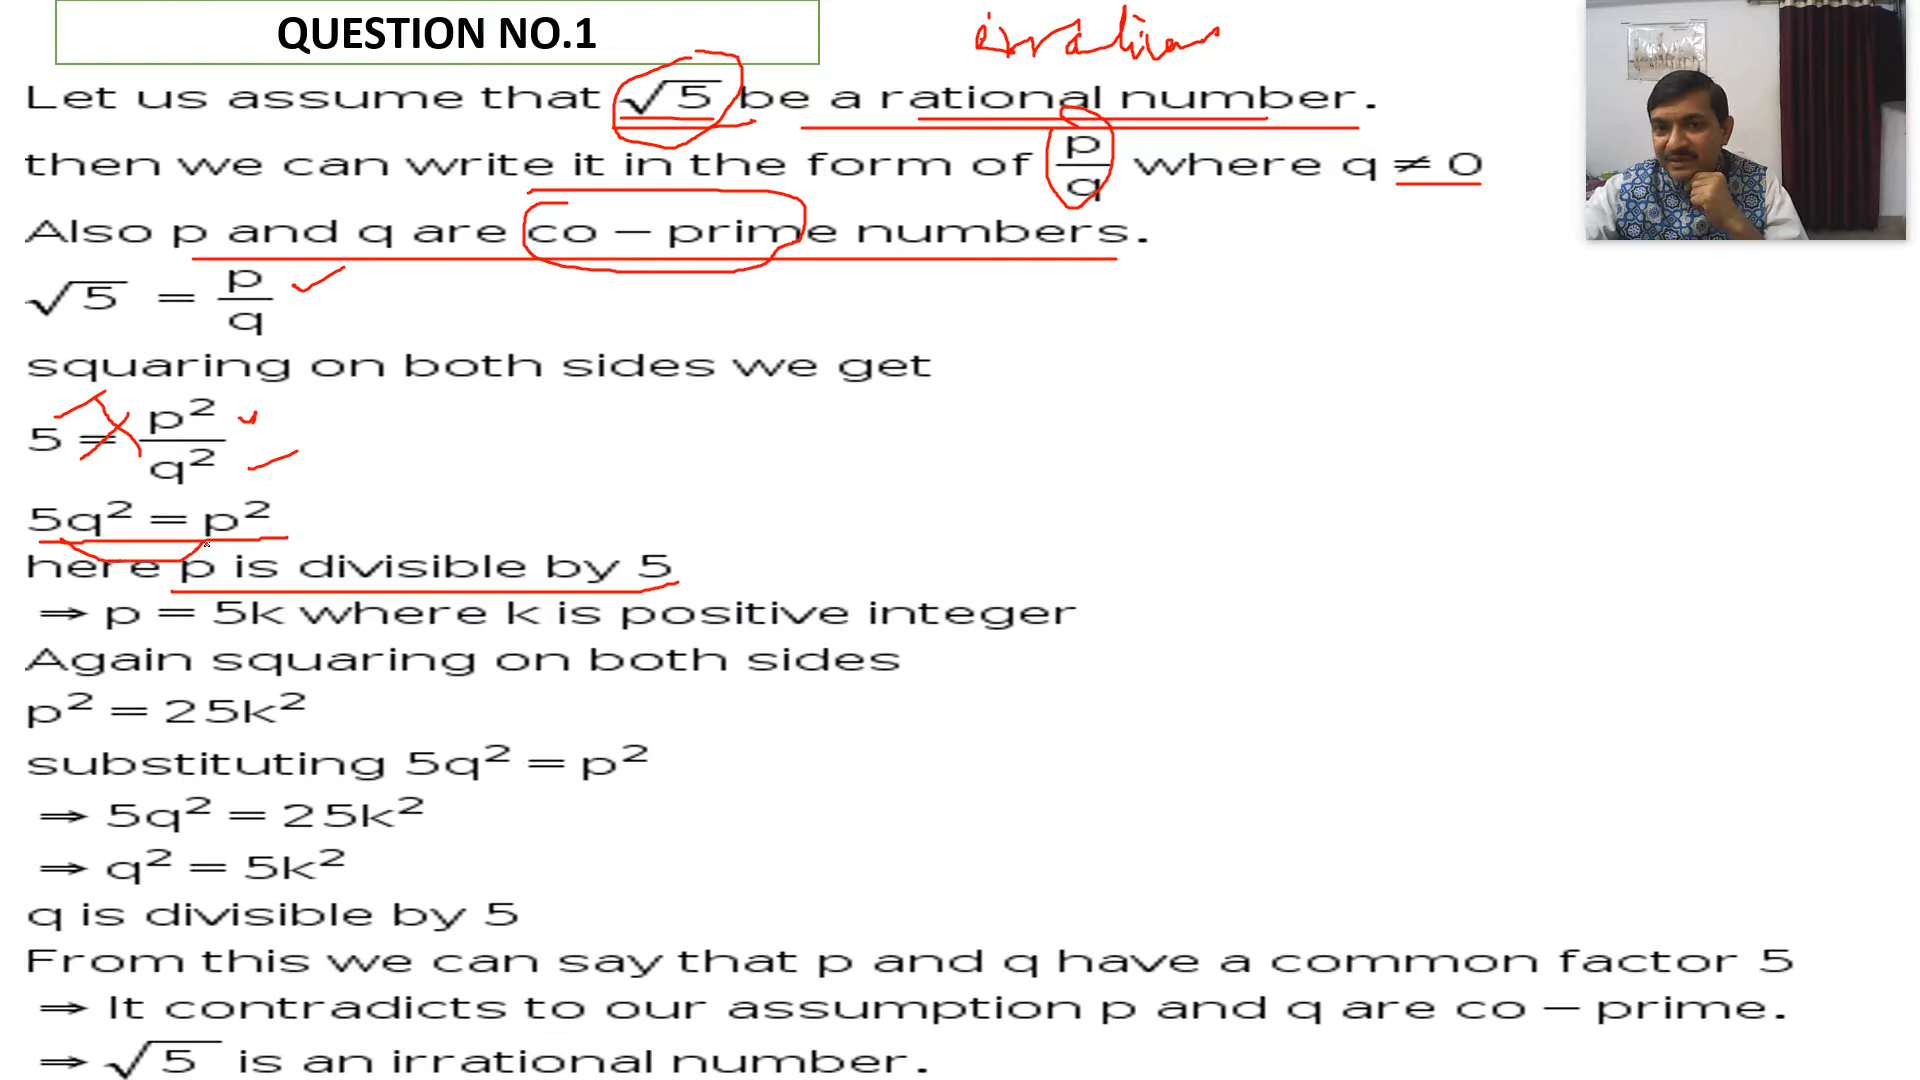 QUESTION NO.1
irration
Let us assume that √5 be a rational number.
then we can write it in the form of p/q where q ≠ 0
Also p and q are co – prime numbers.
√5 = p/q
squaring on both sides we get
5 = p²/q²
5q² = p²
here p is divisible by 5
⇒ p = 5k where k is positive integer
Again squaring on both sides
p² = 25k²
substituting 5q² = p²
⇒ 5q² = 25k²
⇒ q² = 5k²
q is divisible by 5
From this we can say that p and q have a common factor 5
⇒ It contradicts to our assumption p and q are co – prime.
⇒ √5 is an irrational number.